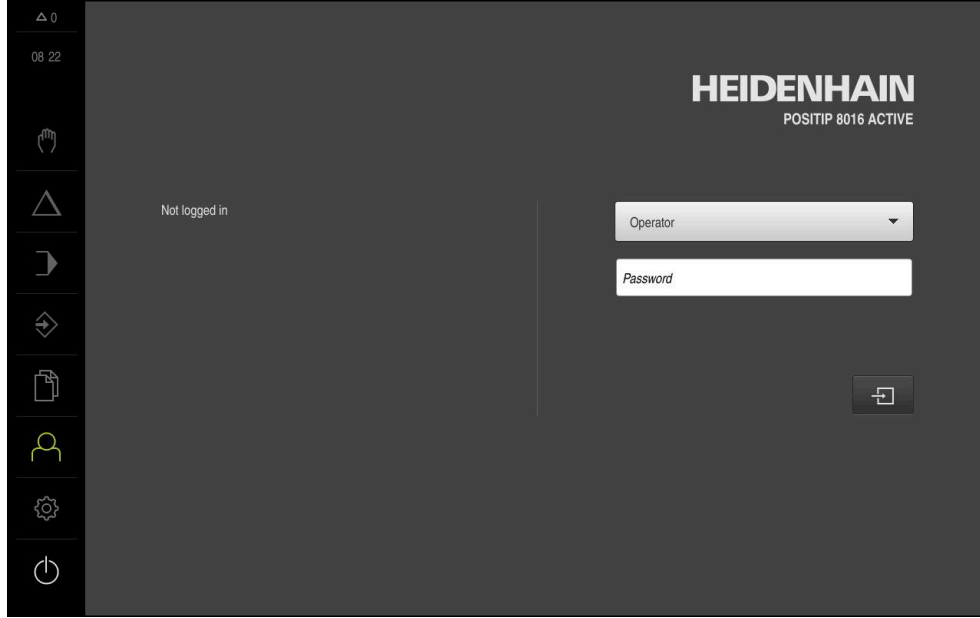 0
08 22
HEIDENHAIN
POSITIP 8016 ACTIVE
Not logged in
Operator
Password